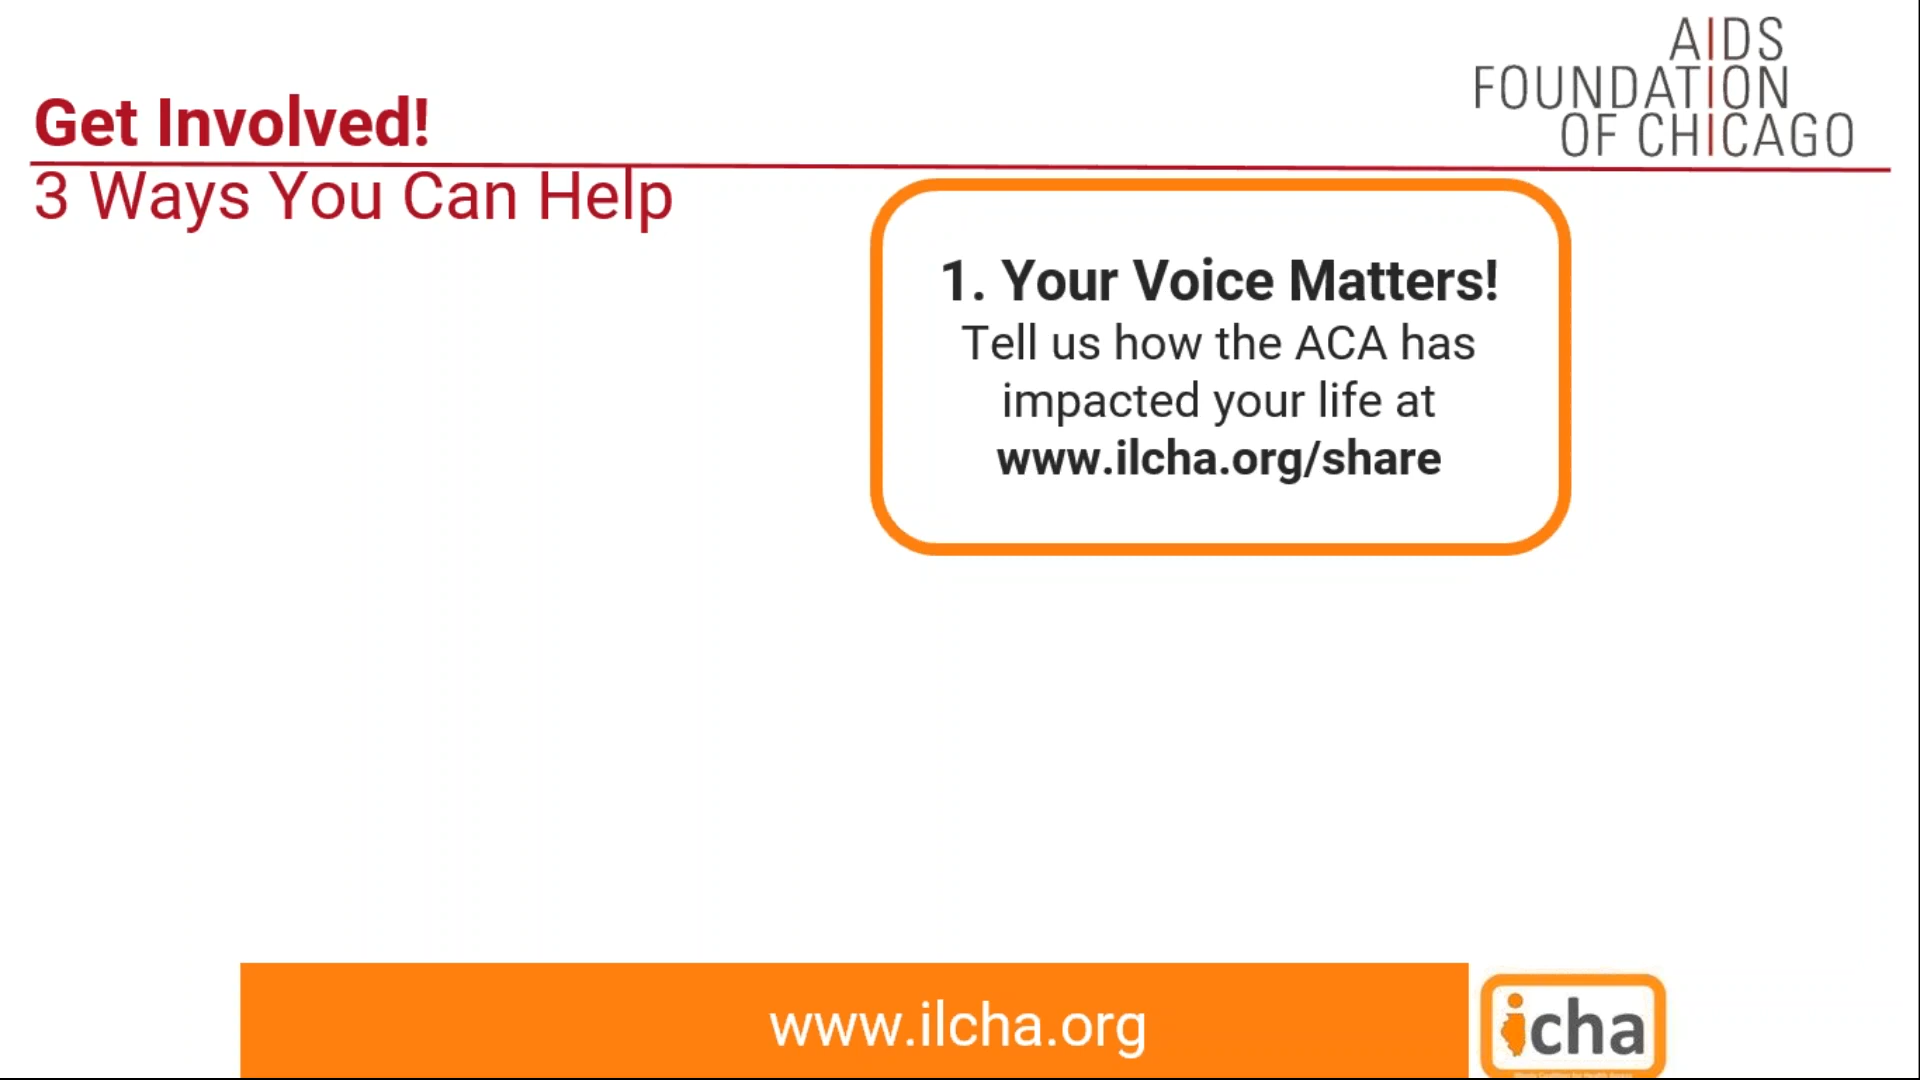 AIDS
FOUNDATION
OF CHICAGO
Get Involved!
3 Ways You Can Help
1. Your Voice Matters!
Tell us how the ACA has
impacted your life at
www.ilcha.org/share
www.ilcha.org
icha